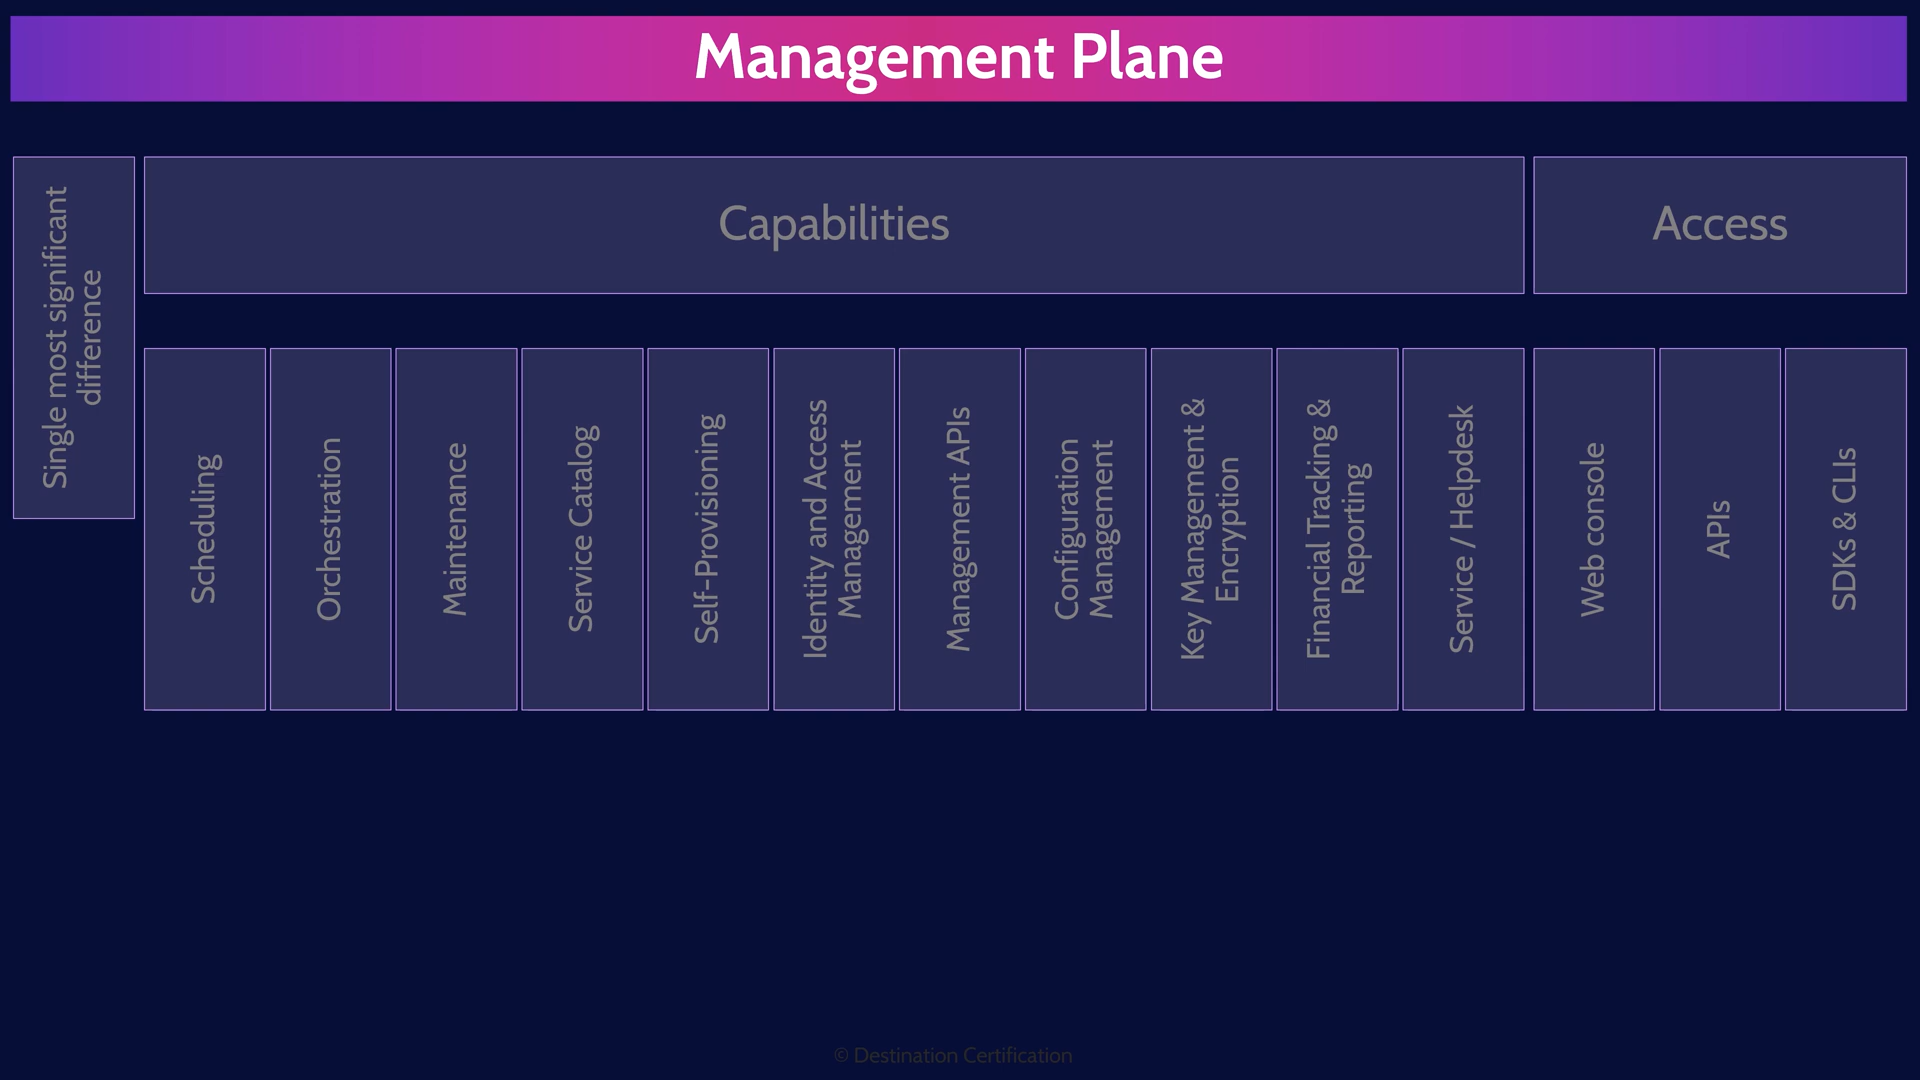 Management Plane
Single most significant
difference
Capabilities
Access
Scheduling
Orchestration
Maintenance
Service Catalog
Self-Provisioning
Identity and Access
Management
Management APIs
Configuration
Management
Key Management &
Encryption
Financial Tracking &
Reporting
Service / Helpdesk
Web console
APIs
SDKs & CLIs
© Destination Certification